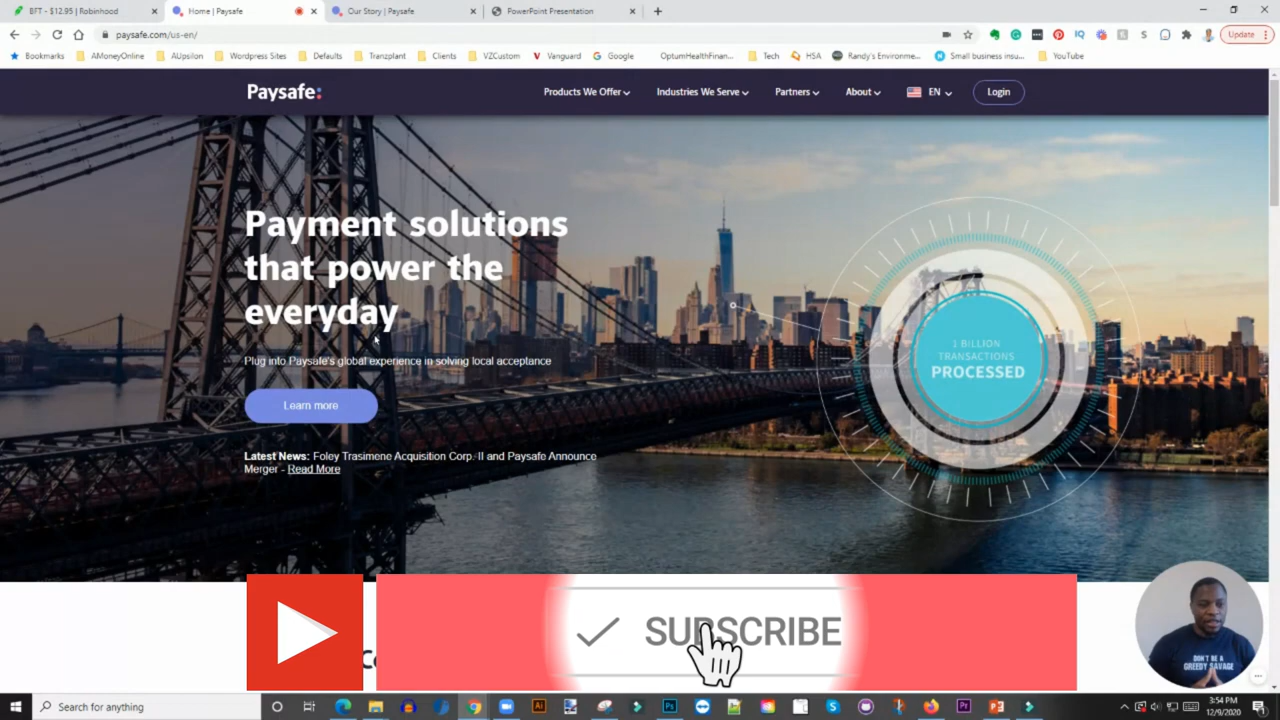 BFT - $12.95 | Robinhood
Home | Paysafe
Our Story | Paysafe
PowerPoint Presentation
paysafe.com/us-en/
Update
Bookmarks
AMoneyOnline
AUpsilon
Wordpress Sites
Defaults
Tranzplant
Clients
VZCustom
Vanguard
Google
OptumHealthFinan...
Tech
HSA
Randy's Environme...
Small business insu...
YouTube
Paysafe:
Products We Offer
Industries We Serve
Partners
About
EN
Login
Payment solutions
that power the
everyday
Plug into Paysafe's global experience in solving local acceptance
Learn more
Latest News: Foley Trasimene Acquisition Corp. II and Paysafe Announce
Merger - Read More
1 BILLION
TRANSACTIONS
PROCESSED
SUBSCRIBE
DON'T BE A
GREEDY SAVAGE
Search for anything
3:54 PM
12/9/2020